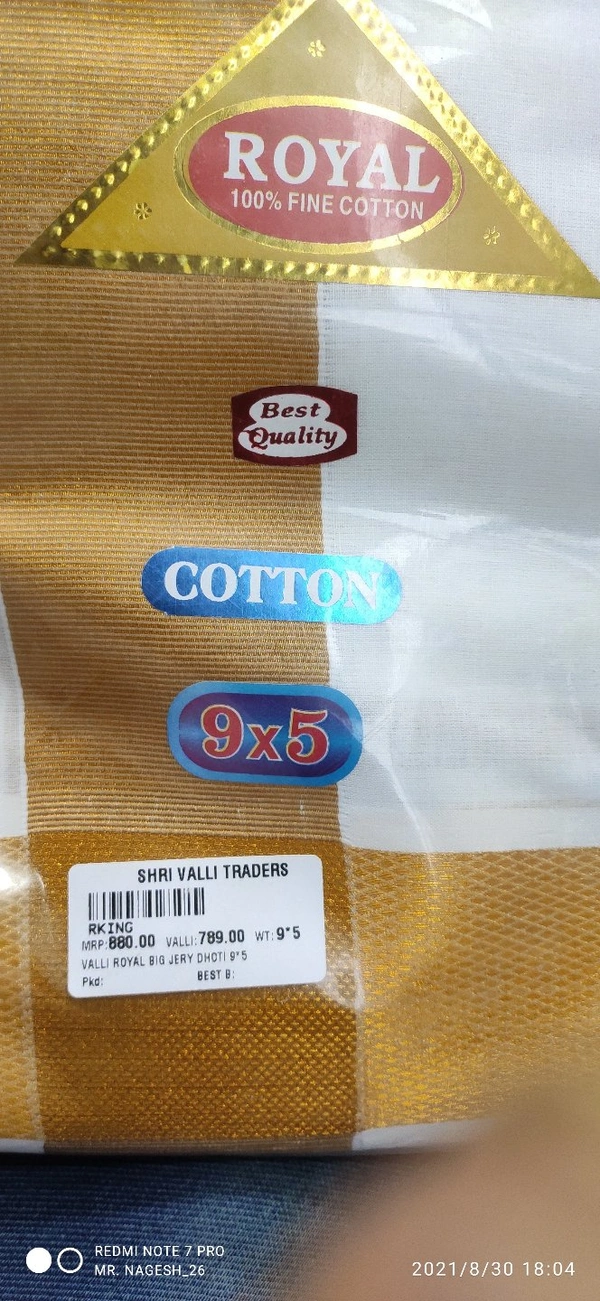 ROYAL
100% FINE COTTON
Best
Quality
COTTON
9x5
SHRI VALLI TRADERS
RKING
MRP:880.00 VALLI:789.00 WT:9*5
VALLI ROYAL BIG JERY DHOTI 9*5
Pkd: BEST B:
REDMI NOTE 7 PRO
MR. NAGESH_26
2021/8/30 18:04